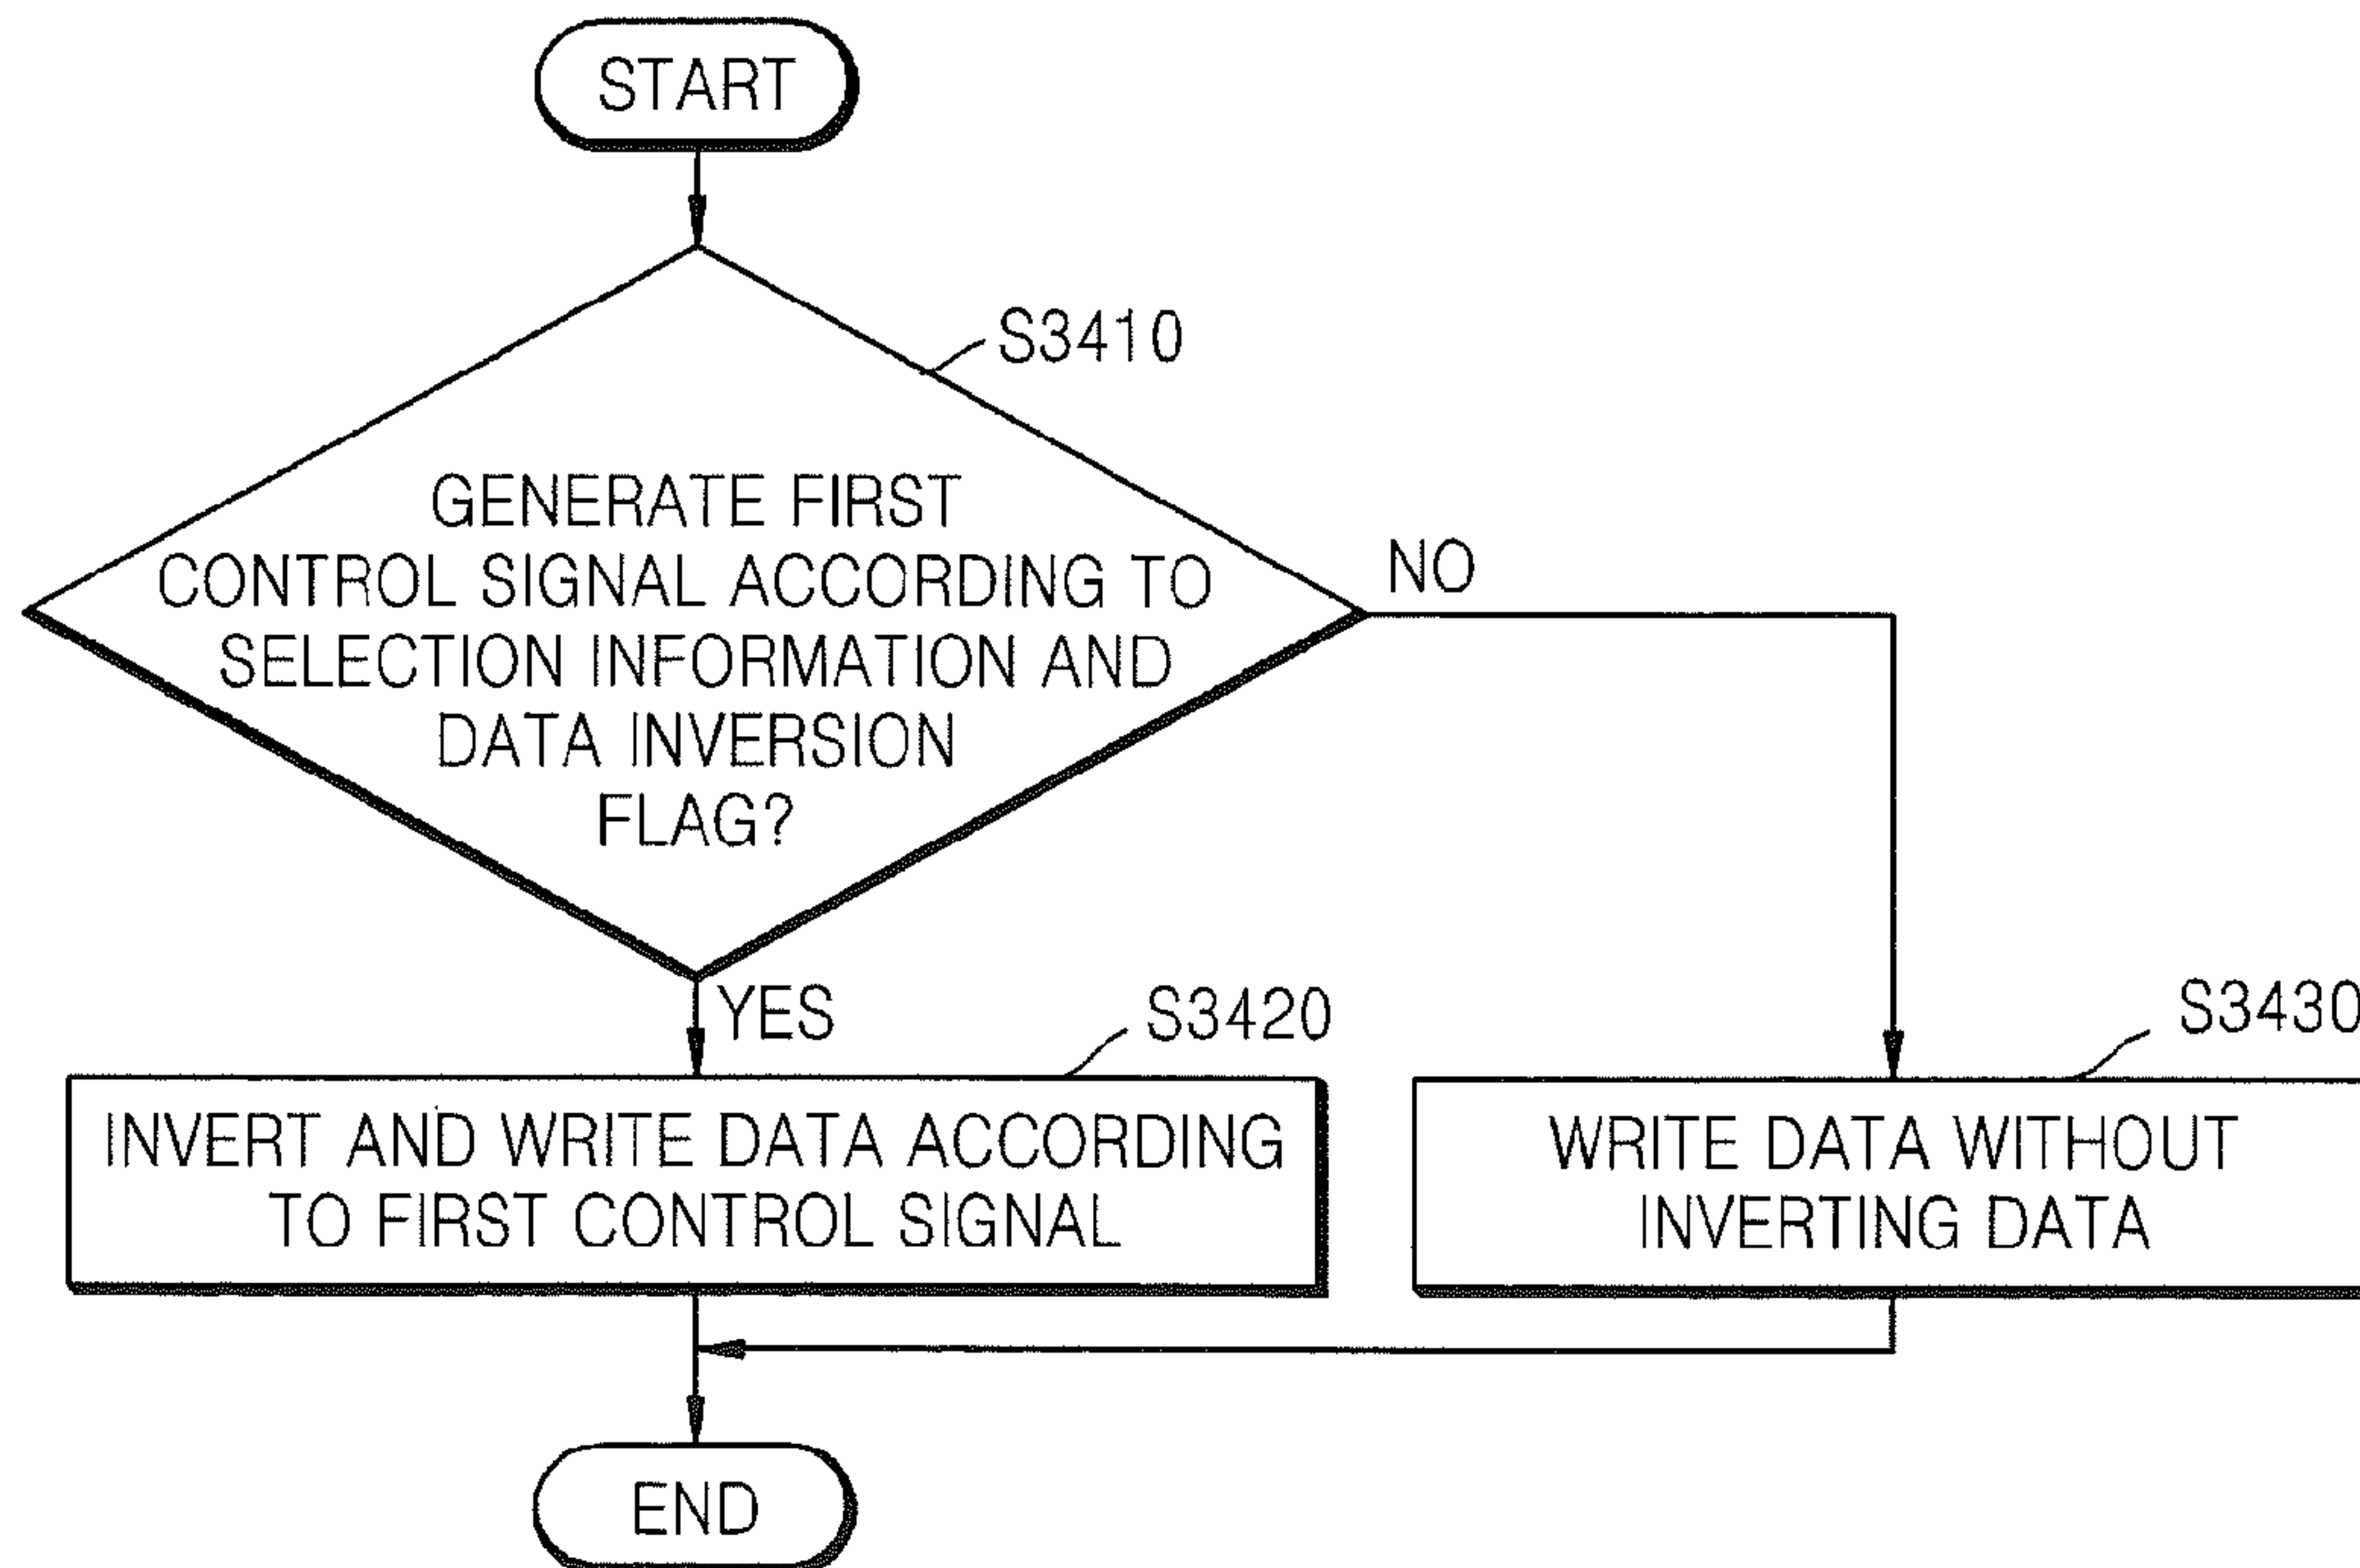 START
S3410
GENERATE FIRST
CONTROL SIGNAL ACCORDING TO
SELECTION INFORMATION AND
DATA INVERSION
FLAG?
NO
YES
S3420
S3430
INVERT AND WRITE DATA ACCORDING
TO FIRST CONTROL SIGNAL
WRITE DATA WITHOUT
INVERTING DATA
END